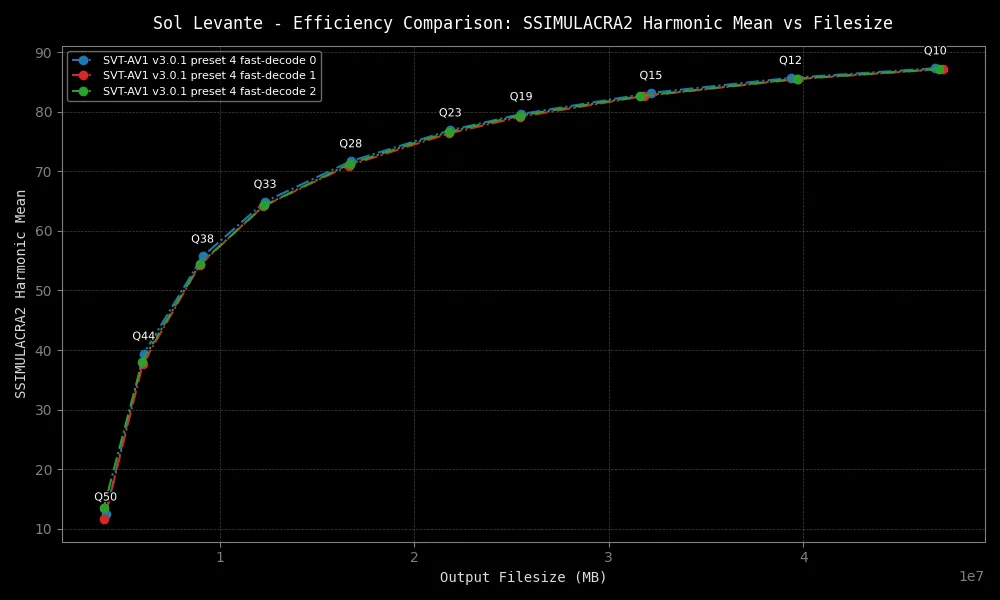 Sol Levante - Efficiency Comparison: SSIMULACRA2 Harmonic Mean vs Filesize
SVT-AV1 v3.0.1 preset 4 fast-decode 0
SVT-AV1 v3.0.1 preset 4 fast-decode 1
SVT-AV1 v3.0.1 preset 4 fast-decode 2
SSIMULACRA2 Harmonic Mean
90
80
70
60
50
40
30
20
10
Q50
Q44
Q38
Q33
Q28
Q23
Q19
Q15
Q12
Q10
1
2
3
4
1e7
Output Filesize (MB)